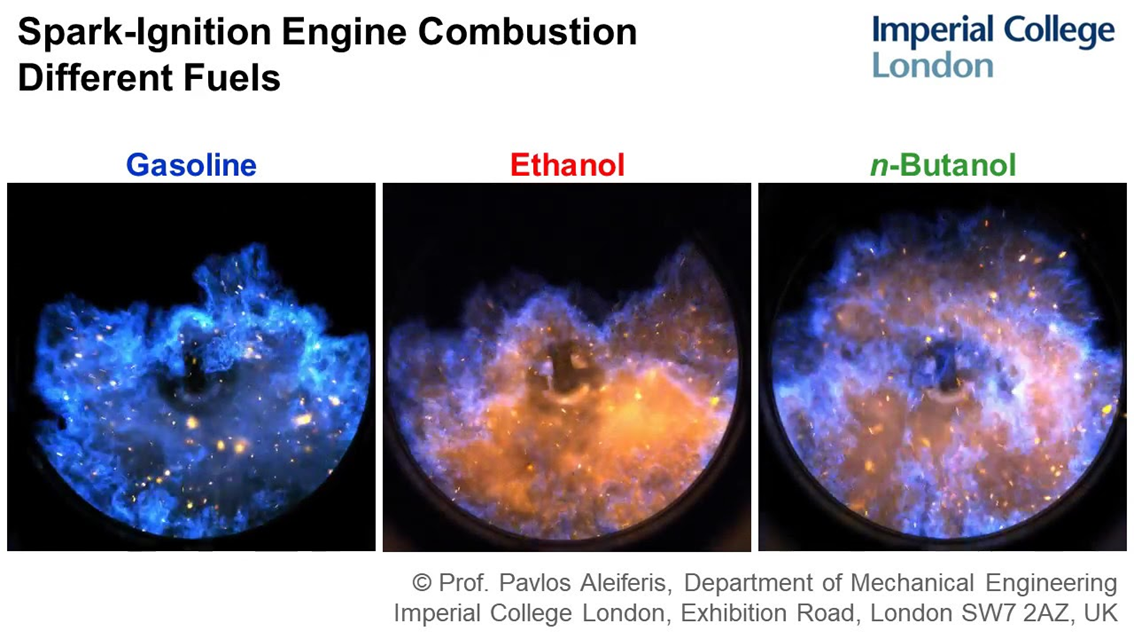 Spark-Ignition Engine Combustion
Different Fuels
Imperial College
London
Gasoline
Ethanol
n-Butanol
© Prof. Pavlos Aleiferis, Department of Mechanical Engineering
Imperial College London, Exhibition Road, London SW7 2AZ, UK